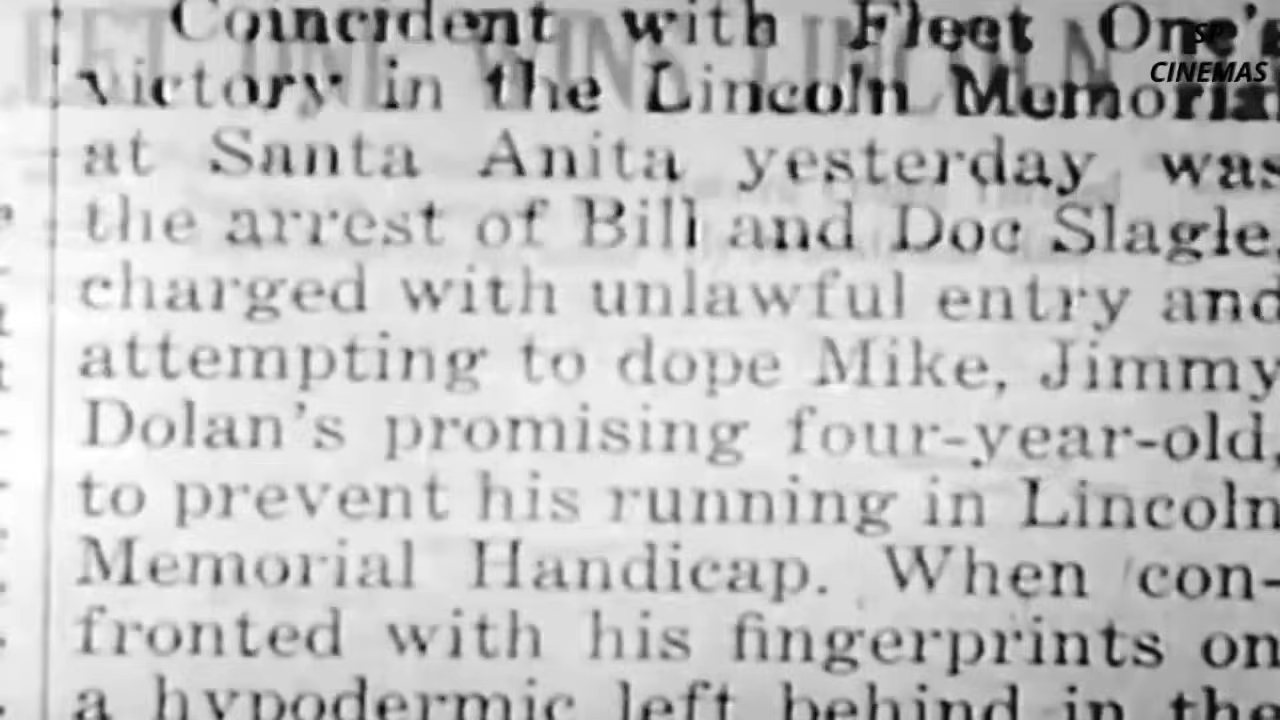 SP
CINEMAS
Coincident with Fleet One's
victory in the Lincoln Memorial
at Santa Anita yesterday was
the arrest of Bill and Doc Slagle,
charged with unlawful entry and
attempting to dope Mike, Jimmy
Dolan's promising four-year-old,
to prevent his running in Lincoln
Memorial Handicap. When con-
fronted with his fingerprints on
a hypodermic left behind in the